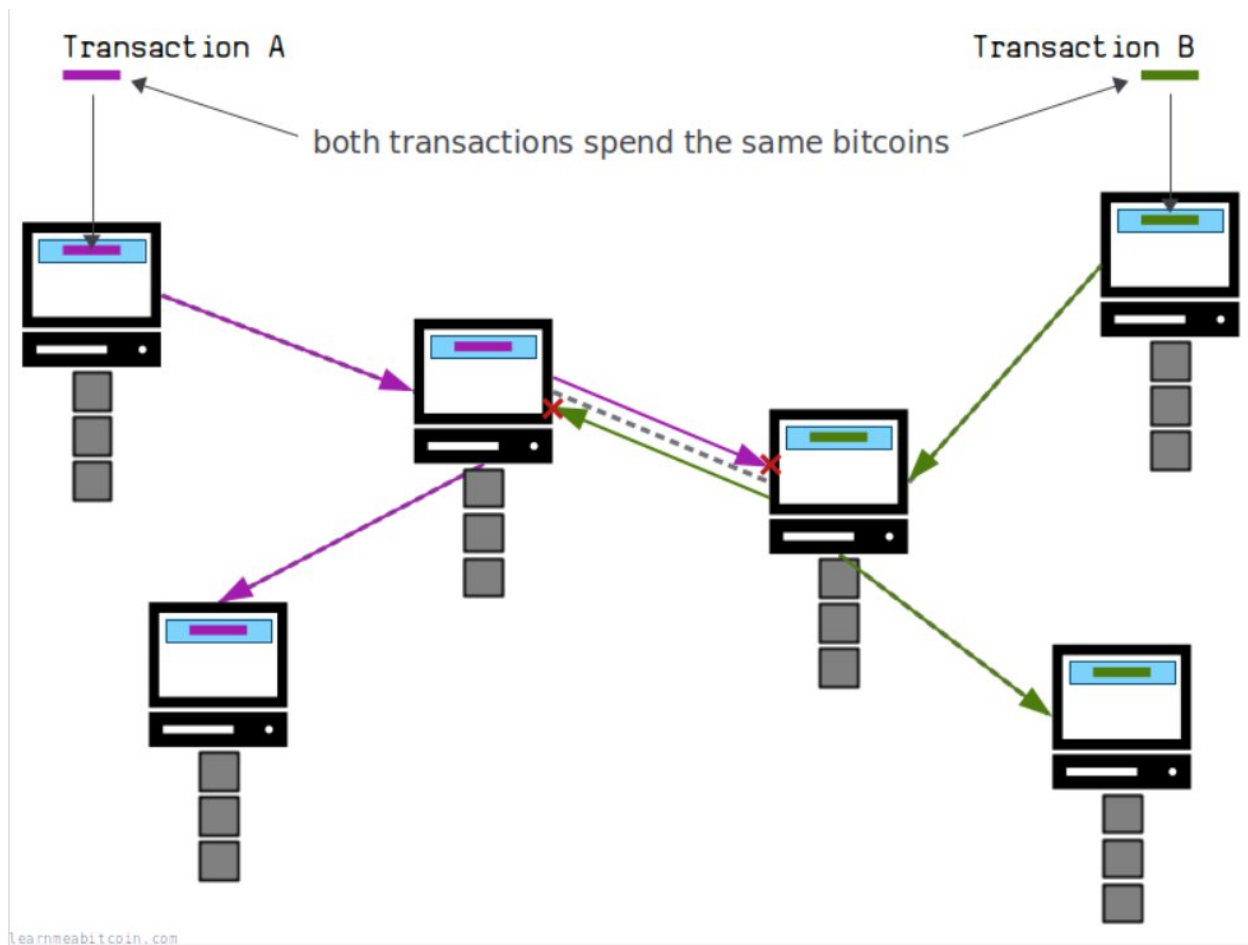 Transaction A
Transaction B
both transactions spend the same bitcoins
learnmeabitcoin.com